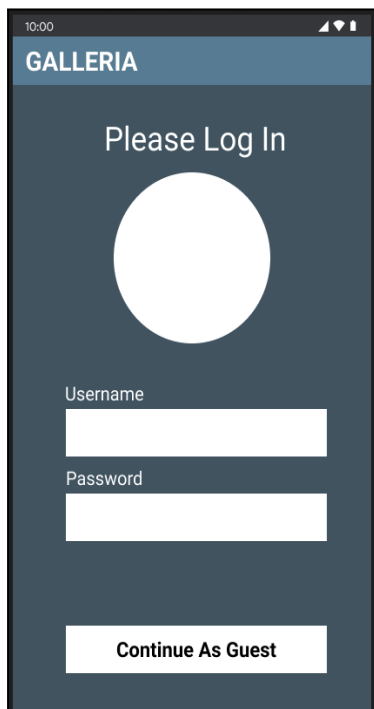 10:00
GALLERIA
Please Log In
Username
Password
Continue As Guest